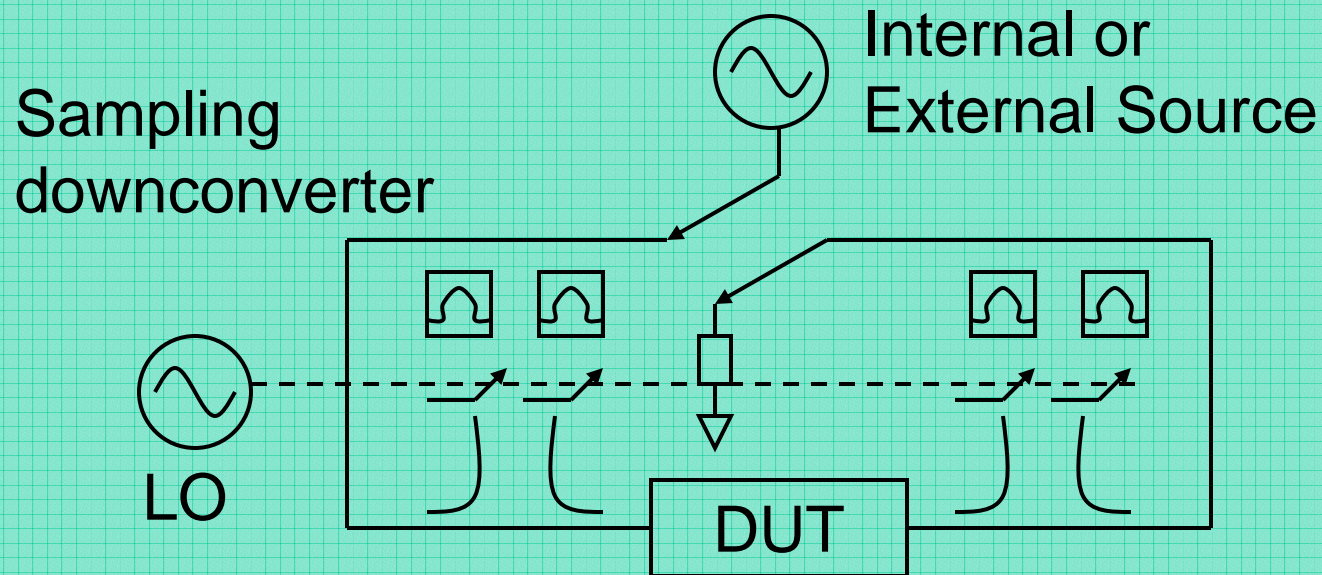 Internal or
External Source
Sampling
downconverter
LO
DUT